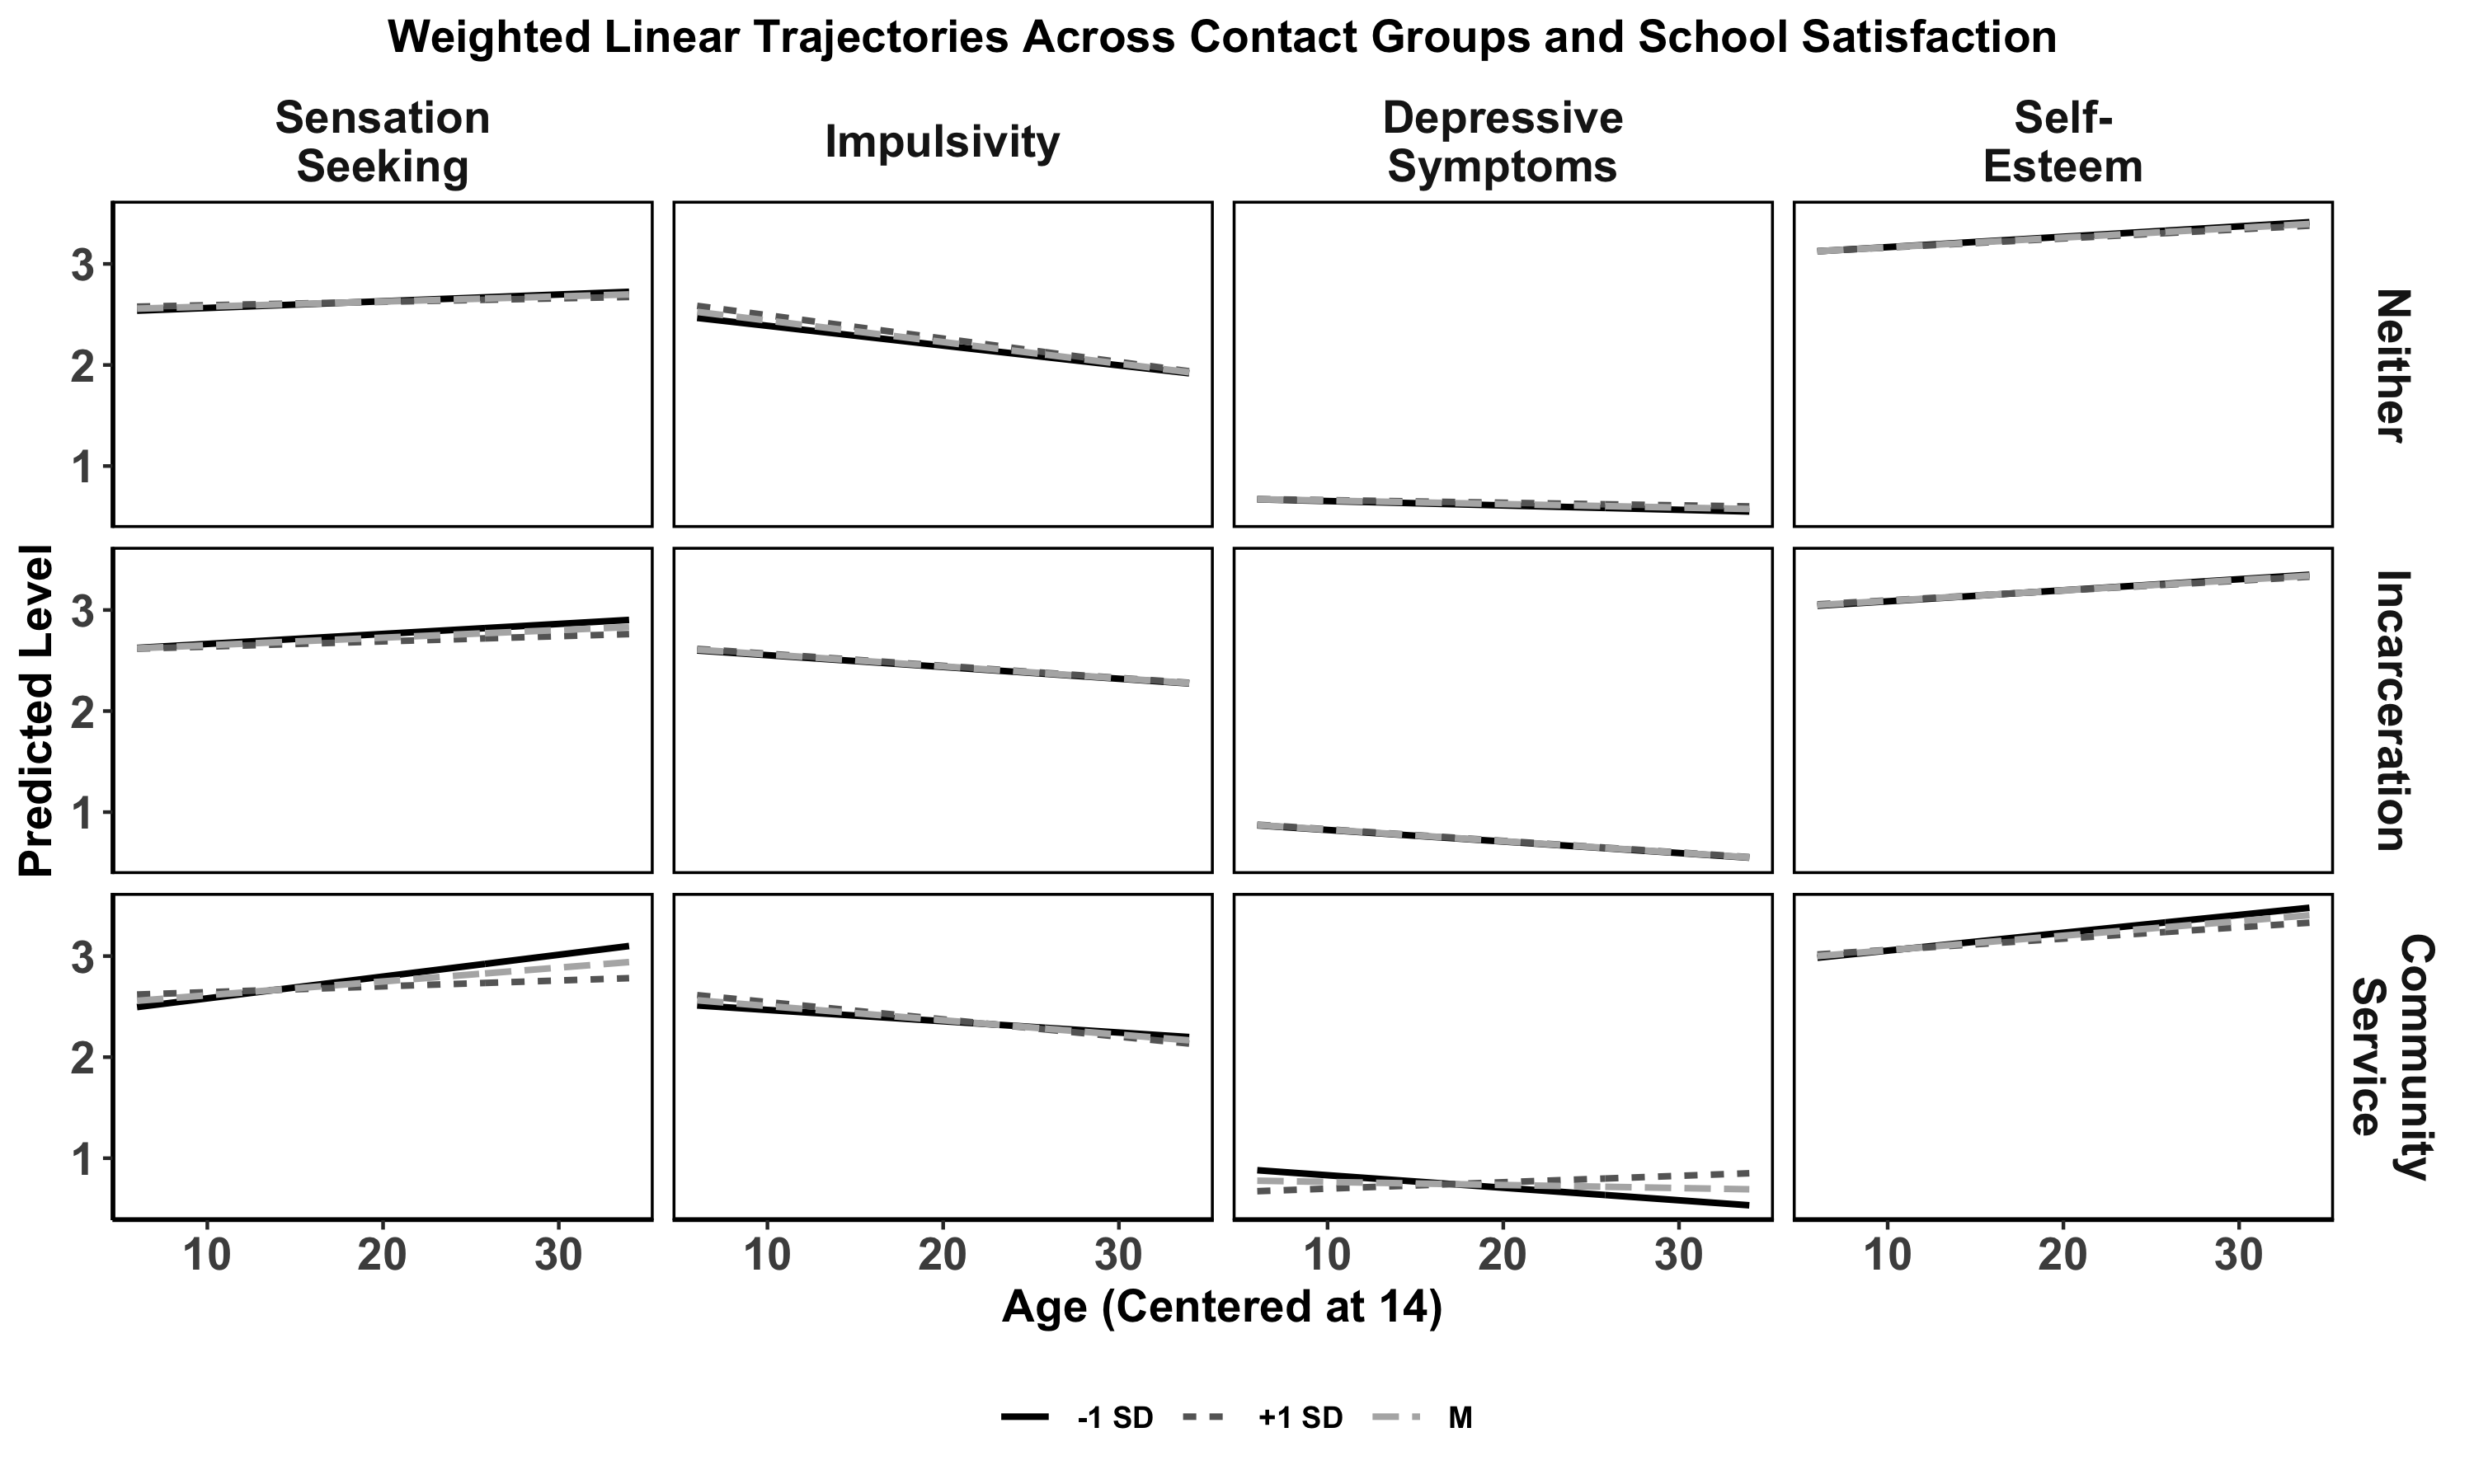 Weighted Linear Trajectories Across Contact Groups and School Satisfaction
Sensation
Seeking
Impulsivity
Depressive
Symptoms
Self-
Esteem
3
2
1
Neither
Predicted Level
3
2
1
Incarceration
3
2
1
Community
Service
10 20 30 10 20 30 10 20 30 10 20 30
Age (Centered at 14)
-1 SD +1 SD M